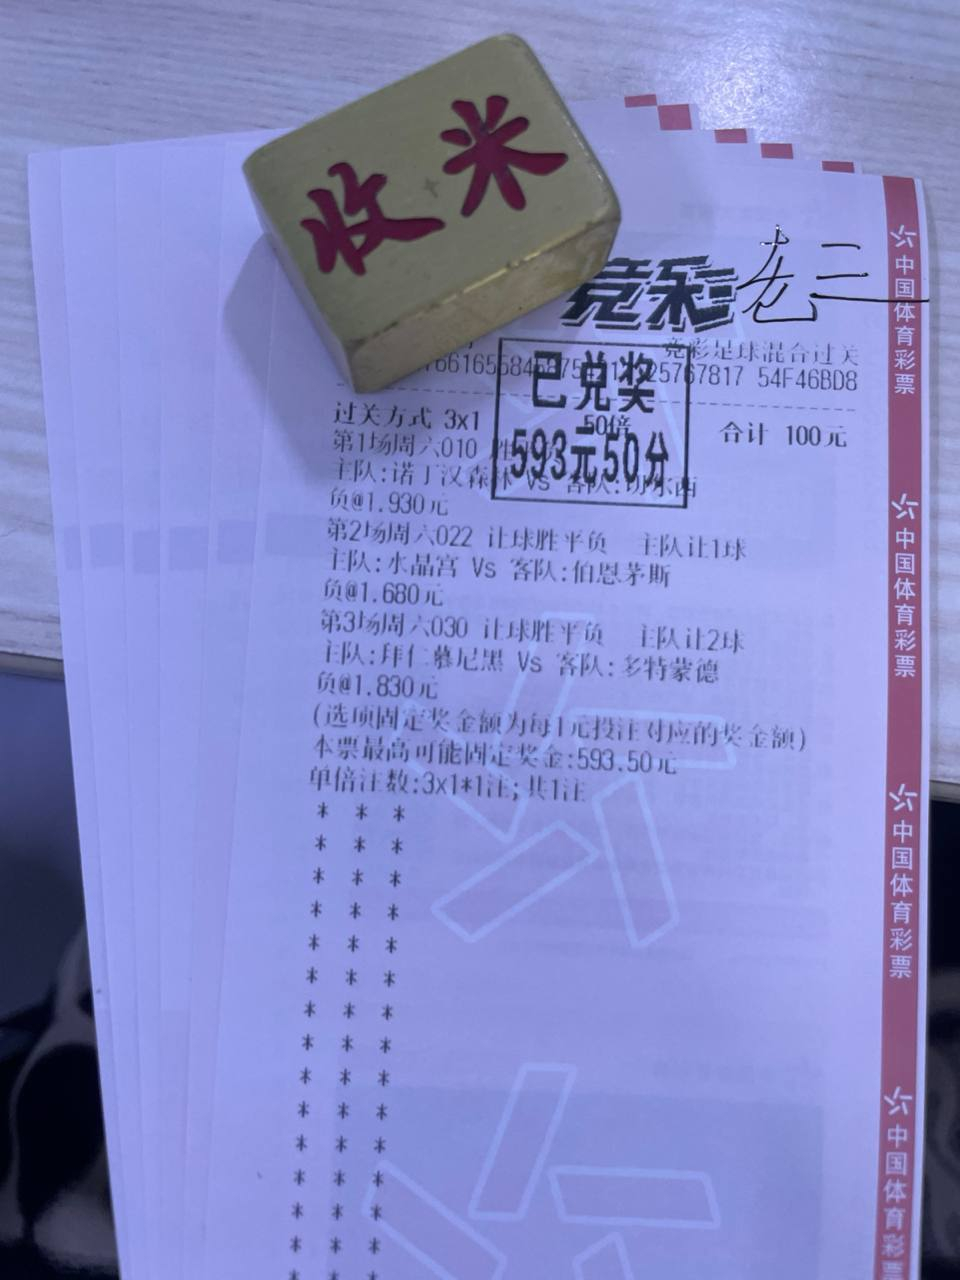 收米
竞彩 老三
竞彩足球混合过关
25767817 54F46BD8
已兑奖
593元50分
过关方式 3x1 50倍 合计 100元
第1场周六010
主队:诺丁汉森林 Vs 客队:切尔西
负@1.930元
第2场周六022 让球胜平负 主队让1球
主队:水晶宫 Vs 客队:伯恩茅斯
负@1.680元
第3场周六030 让球胜平负 主队让2球
主队:拜仁慕尼黑 Vs 客队:多特蒙德
负@1.830元
(选项固定奖金额为每1元投注对应的奖金额)
本票最高可能固定奖金:593.50元
单倍注数:3x1*1注;共1注
中国体育彩票
中国体育彩票
中国体育彩票
中国体育彩票